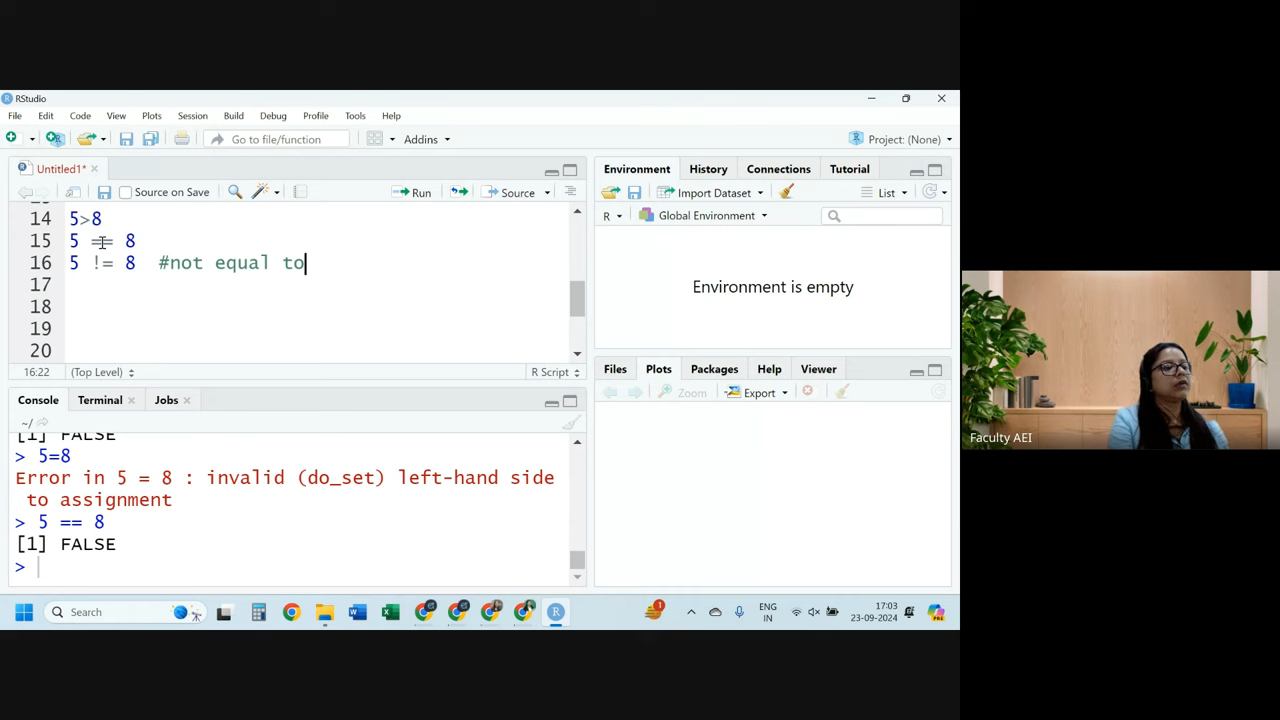 RStudio
File Edit Code View Plots Session Build Debug Profile Tools Help
Go to file/function Addins Project: (None)
Untitled1*
Source on Save Run Source
14 5>8
15 5 == 8
16 5 != 8 #not equal to
17
18
19
20
16:22 (Top Level) R Script
Console Terminal Jobs
~/
[1] FALSE
> 5=8
Error in 5 = 8 : invalid (do_set) left-hand side
to assignment
> 5 == 8
[1] FALSE
>
Environment History Connections Tutorial
Import Dataset List
R Global Environment
Environment is empty
Files Plots Packages Help Viewer
Zoom Export
Faculty AEI
Search
ENG
IN
17:03
23-09-2024